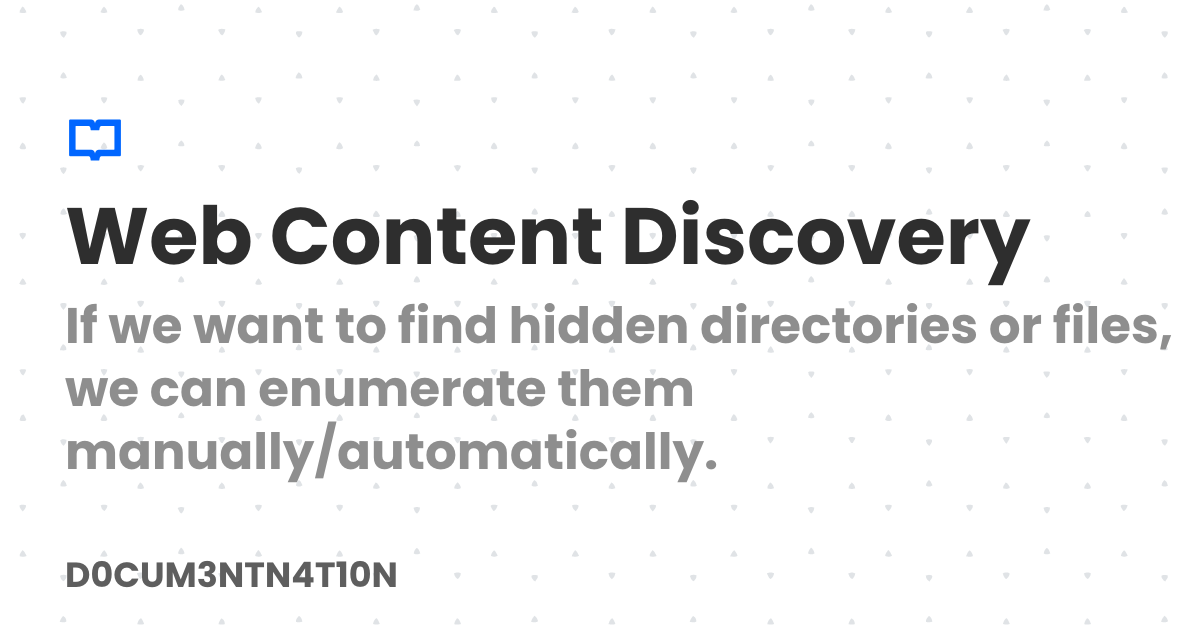 Web Content Discovery
If we want to find hidden directories or files,
we can enumerate them
manually/automatically.
D0CUM3NTN4T10N